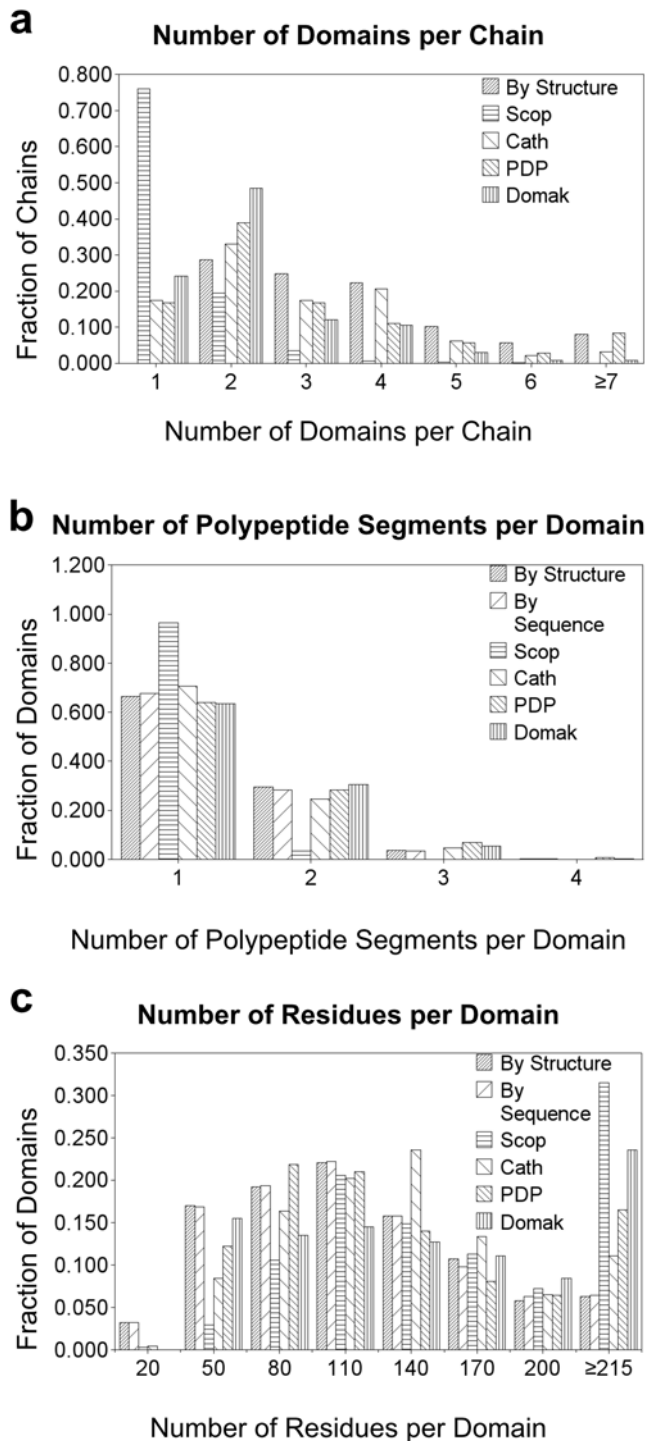 a
Number of Domains per Chain
0.800
0.700
0.600
0.500
0.400
0.300
0.200
0.100
0.000
Fraction of Chains
By Structure
Scop
Cath
PDP
Domak
1 2 3 4 5 6 ≥7
Number of Domains per Chain
b
Number of Polypeptide Segments per Domain
1.200
1.000
0.800
0.600
0.400
0.200
0.000
Fraction of Domains
By Structure
By
Sequence
Scop
Cath
PDP
Domak
1 2 3 4
Number of Polypeptide Segments per Domain
c
Number of Residues per Domain
0.350
0.300
0.250
0.200
0.150
0.100
0.050
0.000
Fraction of Domains
By Structure
By
Sequence
Scop
Cath
PDP
Domak
20 50 80 110 140 170 200 ≥215
Number of Residues per Domain